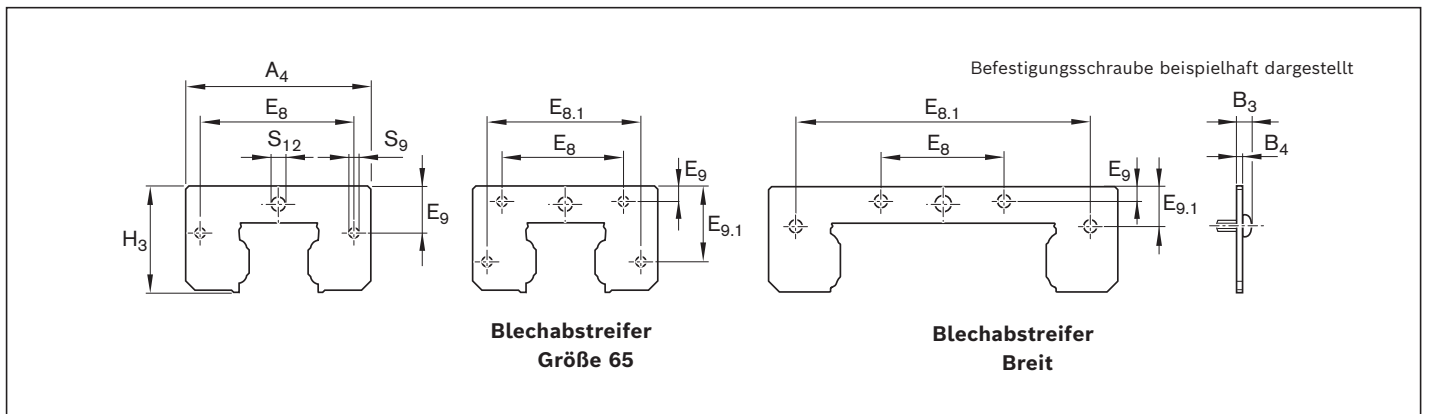 Befestigungsschraube beispielhaft dargestellt
A4
E8
S12
S9
H3
E9
E8.1
E8
E9
E9.1
E8.1
E8
E9
E9.1
B3
B4
Blechabstreifer
Größe 65
Blechabstreifer
Breit